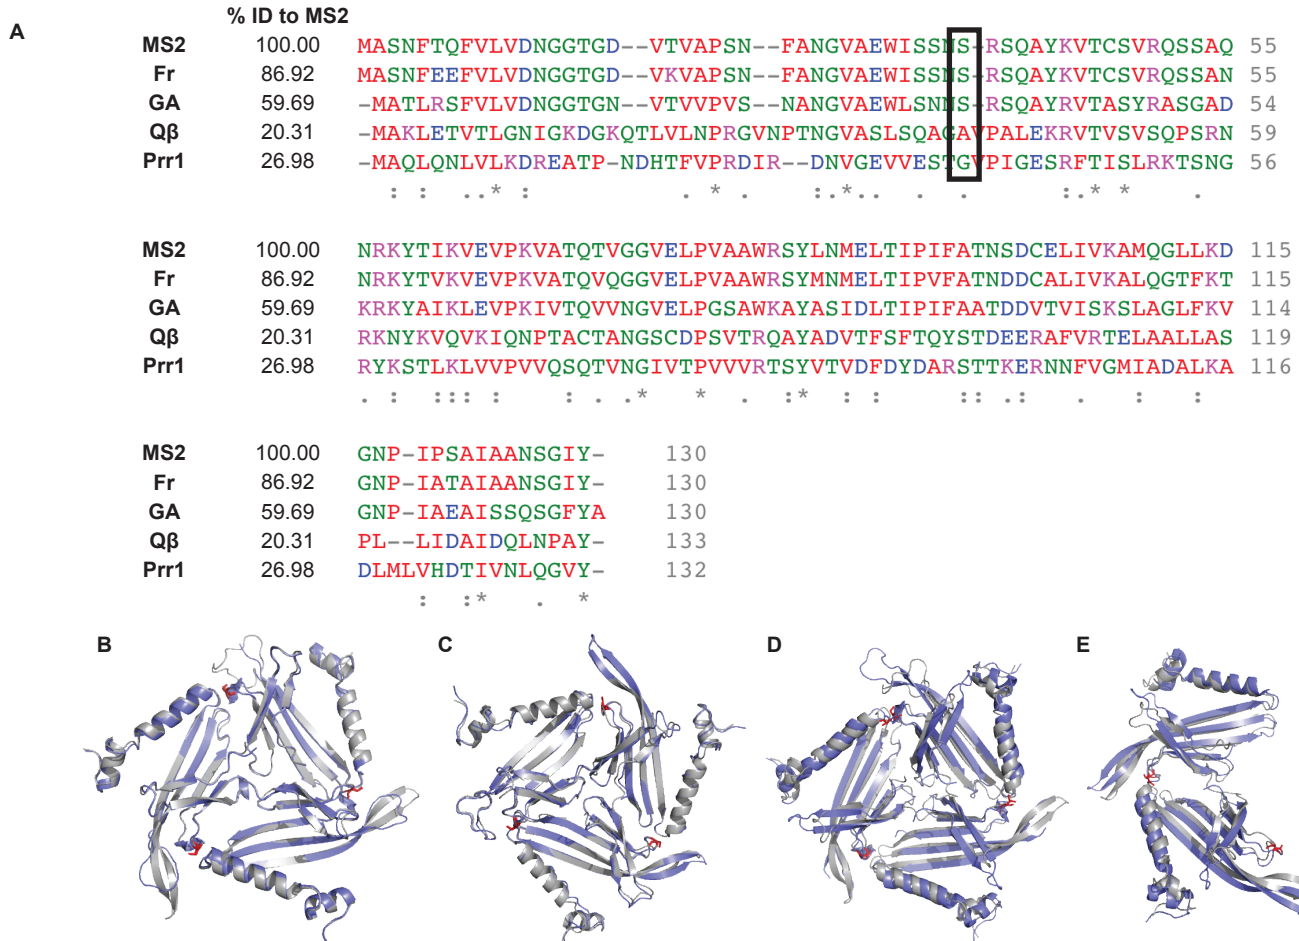 A
% ID to MS2
MS2 100.00 MASNFTQFVLVDNGGTGD--VTVAPSN--FANGVAEWISSNS-RSQAYKVTCSVRQSSAQ 55
Fr 86.92 MASNFEEFVLVDNGGTGD--VKVAPSN--FANGVAEWISSNS-RSQAYKVTCSVRQSSAN 55
GA 59.69 -MATLRSFVLVDNGGTGN--VTVVPVS--NANGVAEWLSNNS-RSQAYRVTASYRASGAD 54
Qβ 20.31 -MAKLETVTLGNIGKDGKQTLVLNPRGVNPTNGVASLSQAGAVPALEKRVTVSVSQPSRN 59
Prr1 26.98 -MAQLQNLVLKDREATP-NDHTFVPRDIR--DNVGEVVESTGVPIGESRFTISLRKTSNG 56
: : ..* : . * . :.*.. . . :.* * .
MS2 100.00 NRKYTIKVEVPKVATQTVGGVELPVAAWRSYLNMELTIPIFATNSDCELIVKAMQGLLKD 115
Fr 86.92 NRKYTVKVEVPKVATQVQGGVELPVAAWRSYMNMELTIPVFATNDDCALIVKALQGTFKT 115
GA 59.69 KRKYAIKLEVPKIVTQVVNGVELPGSAWKAYASIDLTIPIFAATDDVTVISKSLAGLFKV 114
Qβ 20.31 RKNYKVQVKIQNPTACTANGSCDPSVTRQAYADVTFSFTQYSTDEERAFVRTELAALLAS 119
Prr1 26.98 RYKSTLKLVVPVVQSQTVNGIVTPVVVRTSYVTVDFDYDARSTTKERNNFVGMIADALKA 116
. : ::: : : . .* * . :* : : :: .: . : :
MS2 100.00 GNP-IPSAIAANSGIY- 130
Fr 86.92 GNP-IATAIAANSGIY- 130
GA 59.69 GNP-IAEAISSQSGFYA 130
Qβ 20.31 PL--LIDAIDQLNPAY- 133
Prr1 26.98 DLMLVHDTIVNLQGVY- 132
: :* . *
B
C
D
E